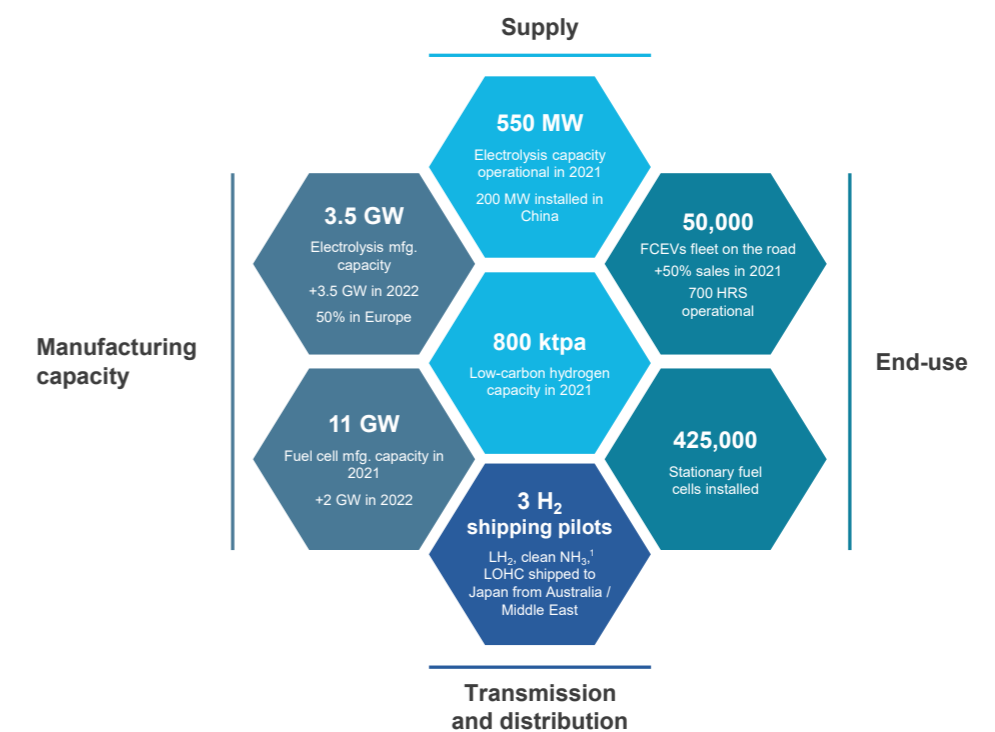 Supply
550 MW
Electrolysis capacity
operational in 2021
200 MW installed in
China
3.5 GW
Electrolysis mfg.
capacity
+3.5 GW in 2022
50% in Europe
50,000
FCEVs fleet on the road
+50% sales in 2021
700 HRS
operational
Manufacturing
capacity
800 ktpa
Low-carbon hydrogen
capacity in 2021
End-use
11 GW
Fuel cell mfg. capacity in
2021
+2 GW in 2022
425,000
Stationary fuel
cells installed
3 H₂
shipping pilots
LH₂, clean NH₃,¹
LOHC shipped to
Japan from Australia /
Middle East
Transmission
and distribution